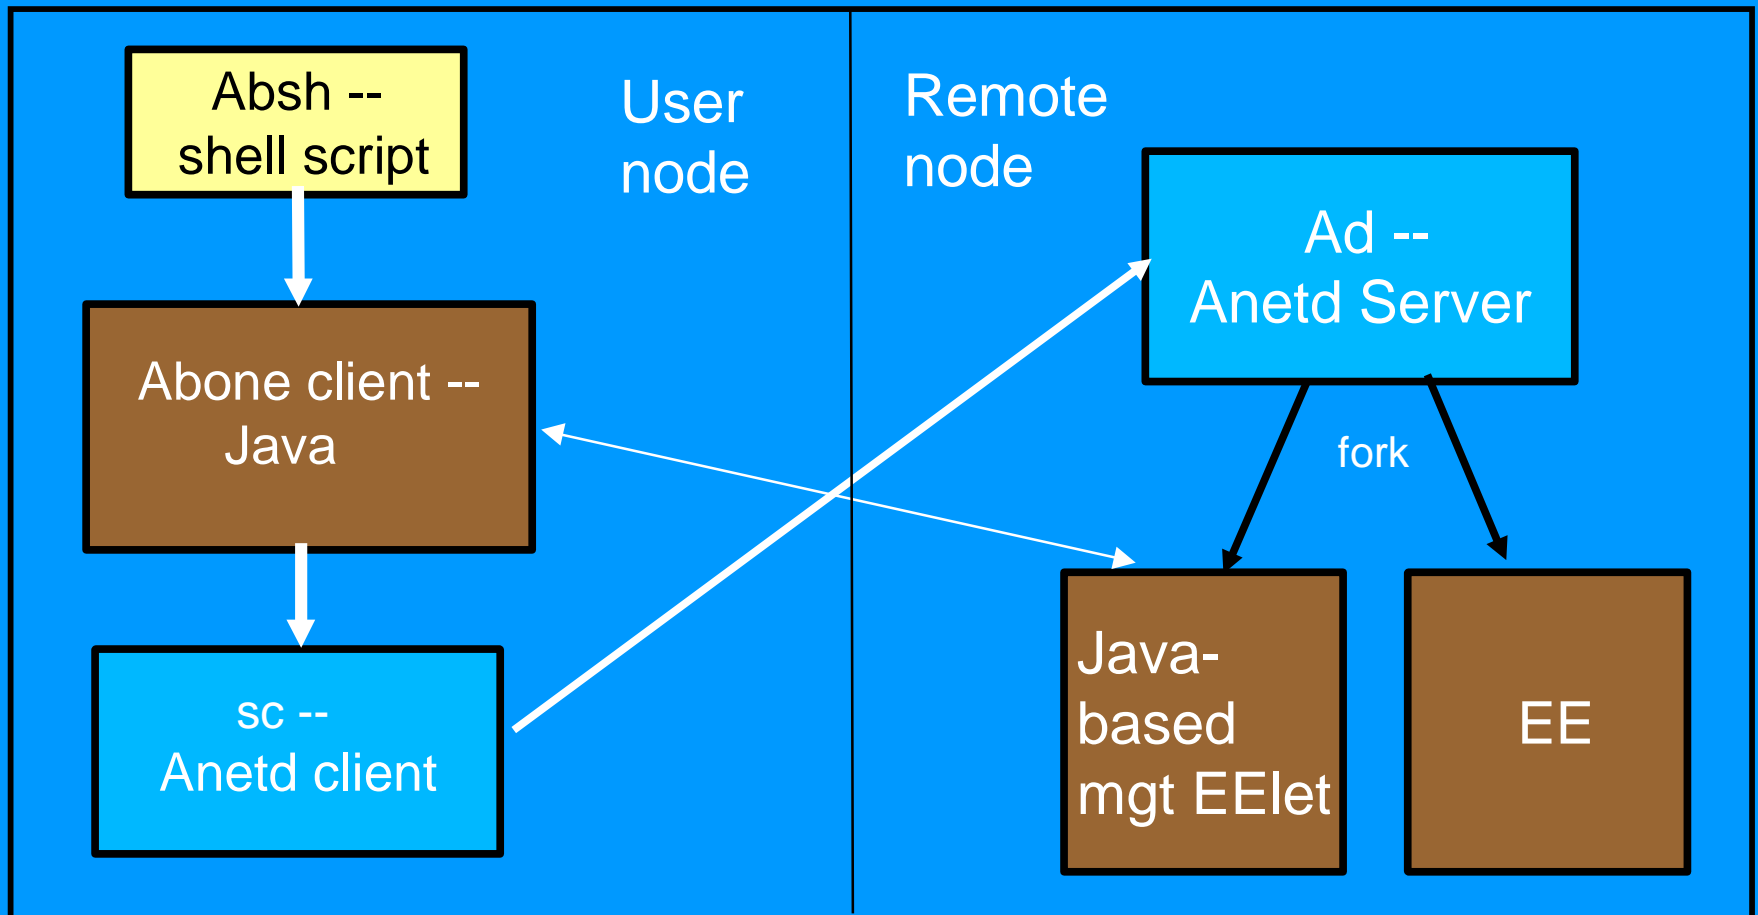 Absh --
shell script
User
node
Remote
node
Ad --
Anetd Server
Abone client --
Java
fork
sc --
Anetd client
Java-
based
mgt EElet
EE